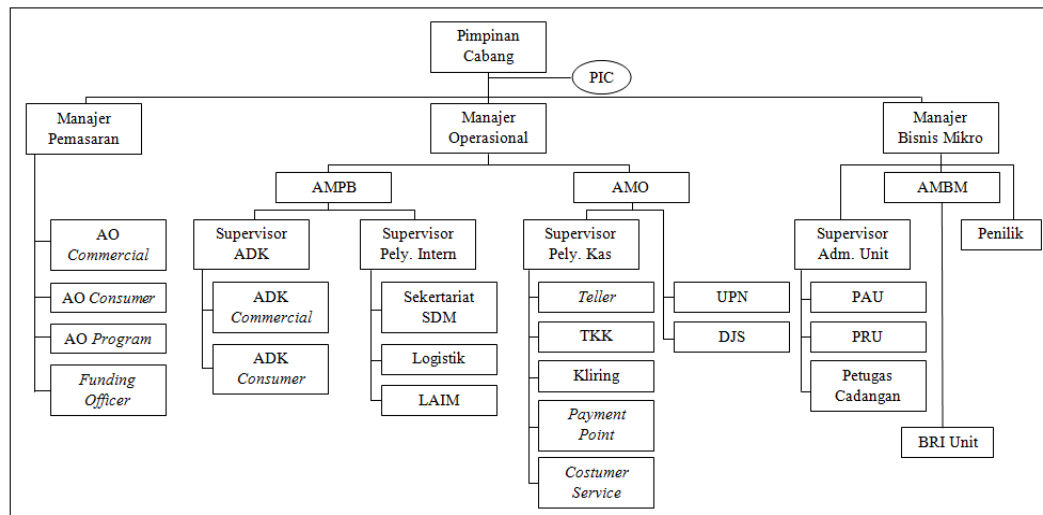 Pimpinan
Cabang
PIC
Manajer
Pemasaran
Manajer
Operasional
Manajer
Bisnis Mikro
AMPB
AMO
AMBM
AO
Commercial
AO Consumer
AO Program
Funding
Officer
Supervisor
ADK
ADK
Commercial
ADK
Consumer
Supervisor
Pely. Intern
Sekertariat
SDM
Logistik
LAIM
Supervisor
Pely. Kas
Teller
TKK
Kliring
Payment
Point
Costumer
Service
UPN
DJS
Supervisor
Adm. Unit
PAU
PRU
Petugas
Cadangan
Penilik
BRI Unit